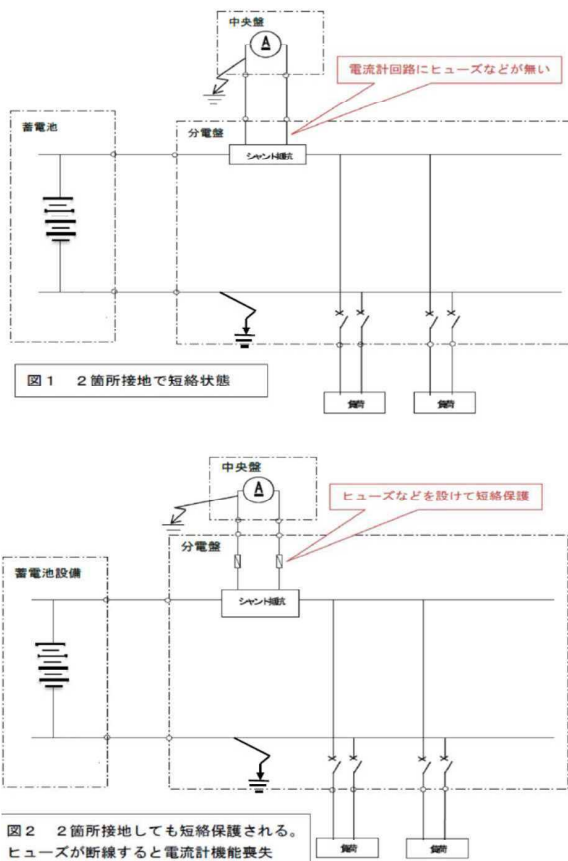 中央盤
A
電流計回路にヒューズなどが無い
蓄電池
分電盤
シャント抵抗
図1 2箇所接地で短絡状態
負荷
負荷
中央盤
A
ヒューズなどを設けて短絡保護
分電盤
蓄電池設備
シャント抵抗
図2 2箇所接地しても短絡保護される。
ヒューズが断線すると電流計機能喪失
負荷
負荷